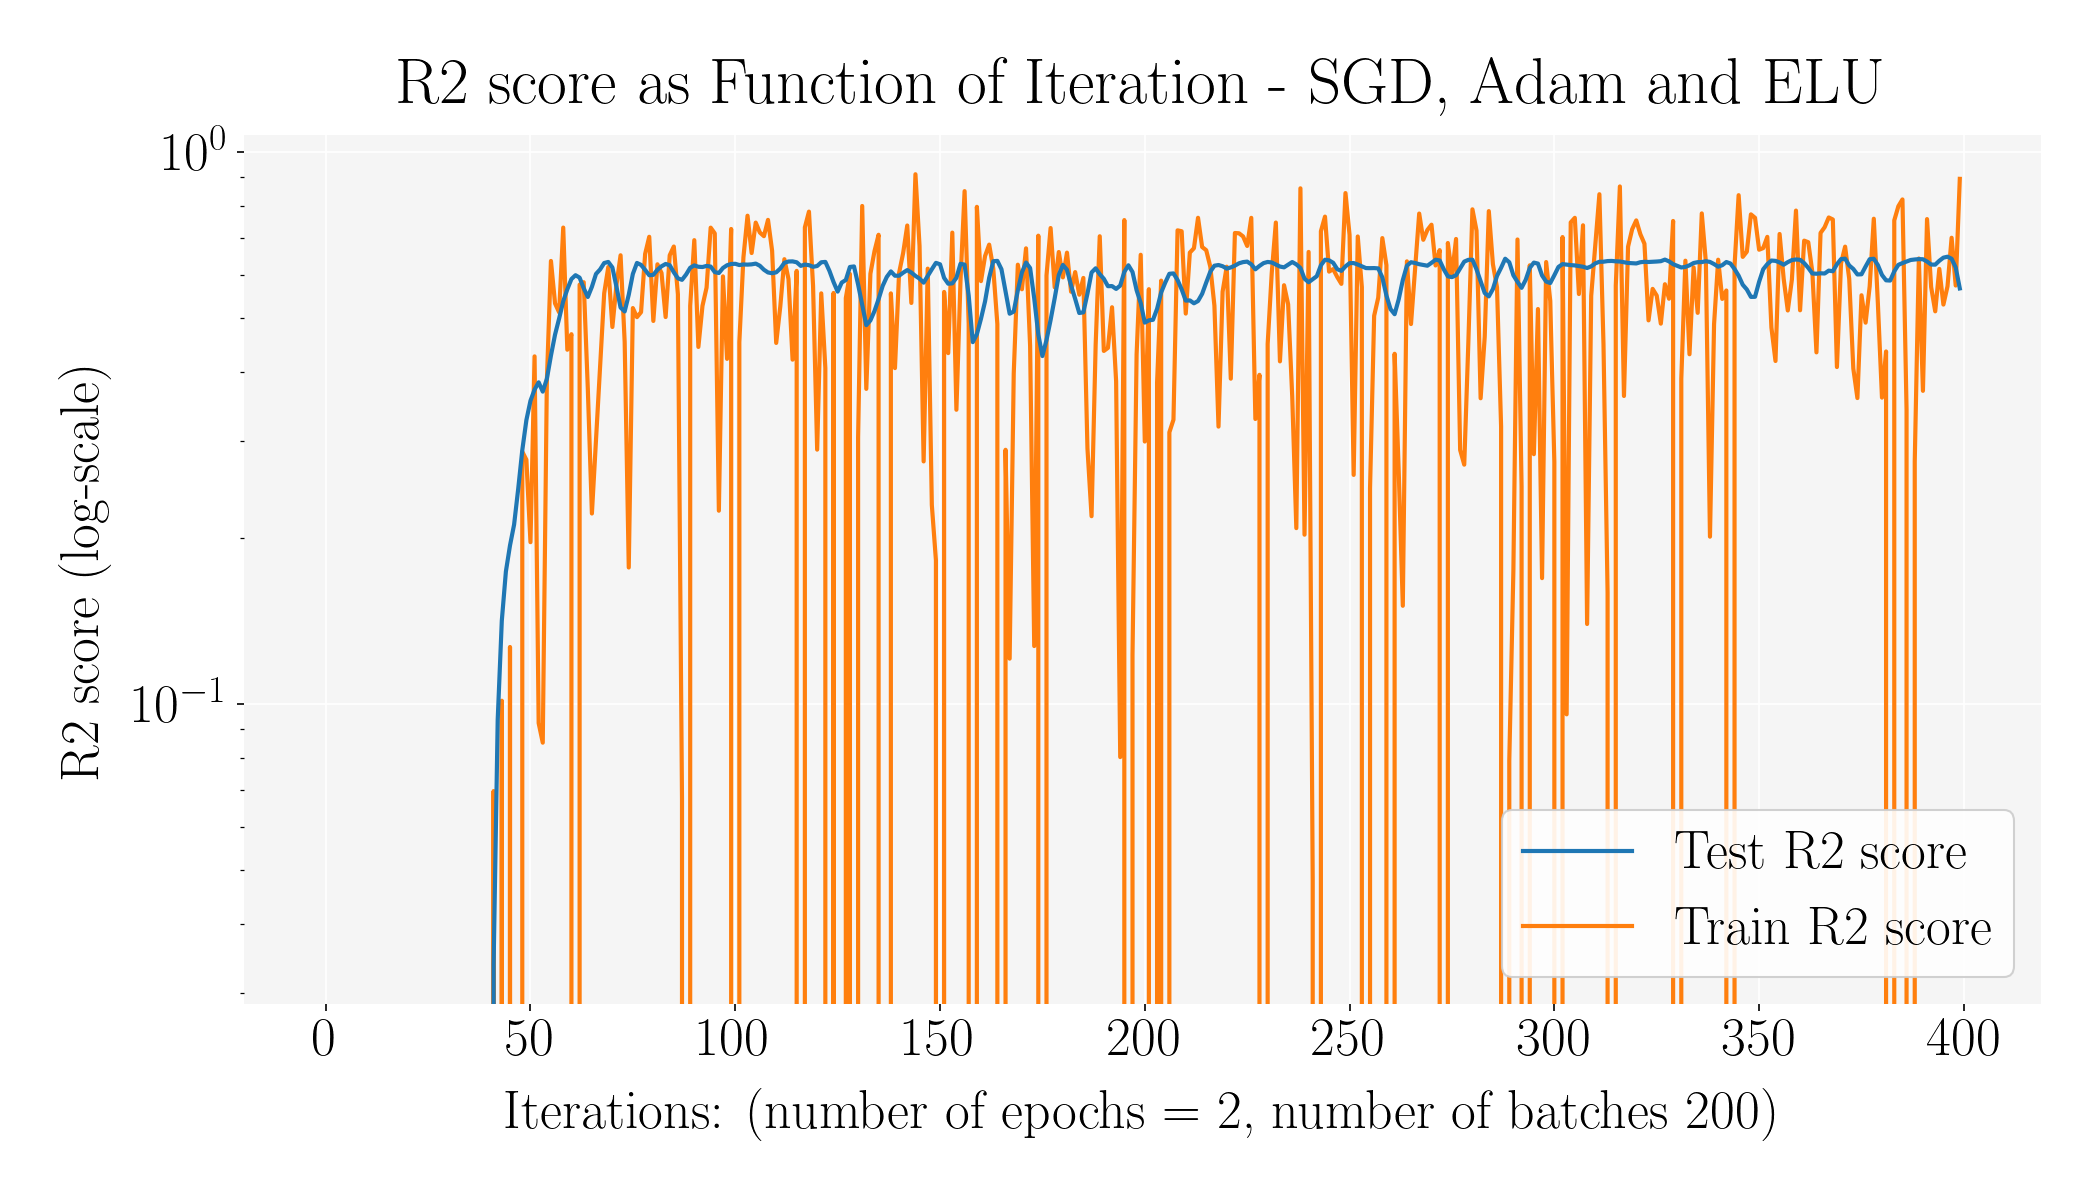 R2 score as Function of Iteration - SGD, Adam and ELU
10⁰
10⁻¹
R2 score (log-scale)
Test R2 score
Train R2 score
0 50 100 150 200 250 300 350 400
Iterations: (number of epochs = 2, number of batches 200)